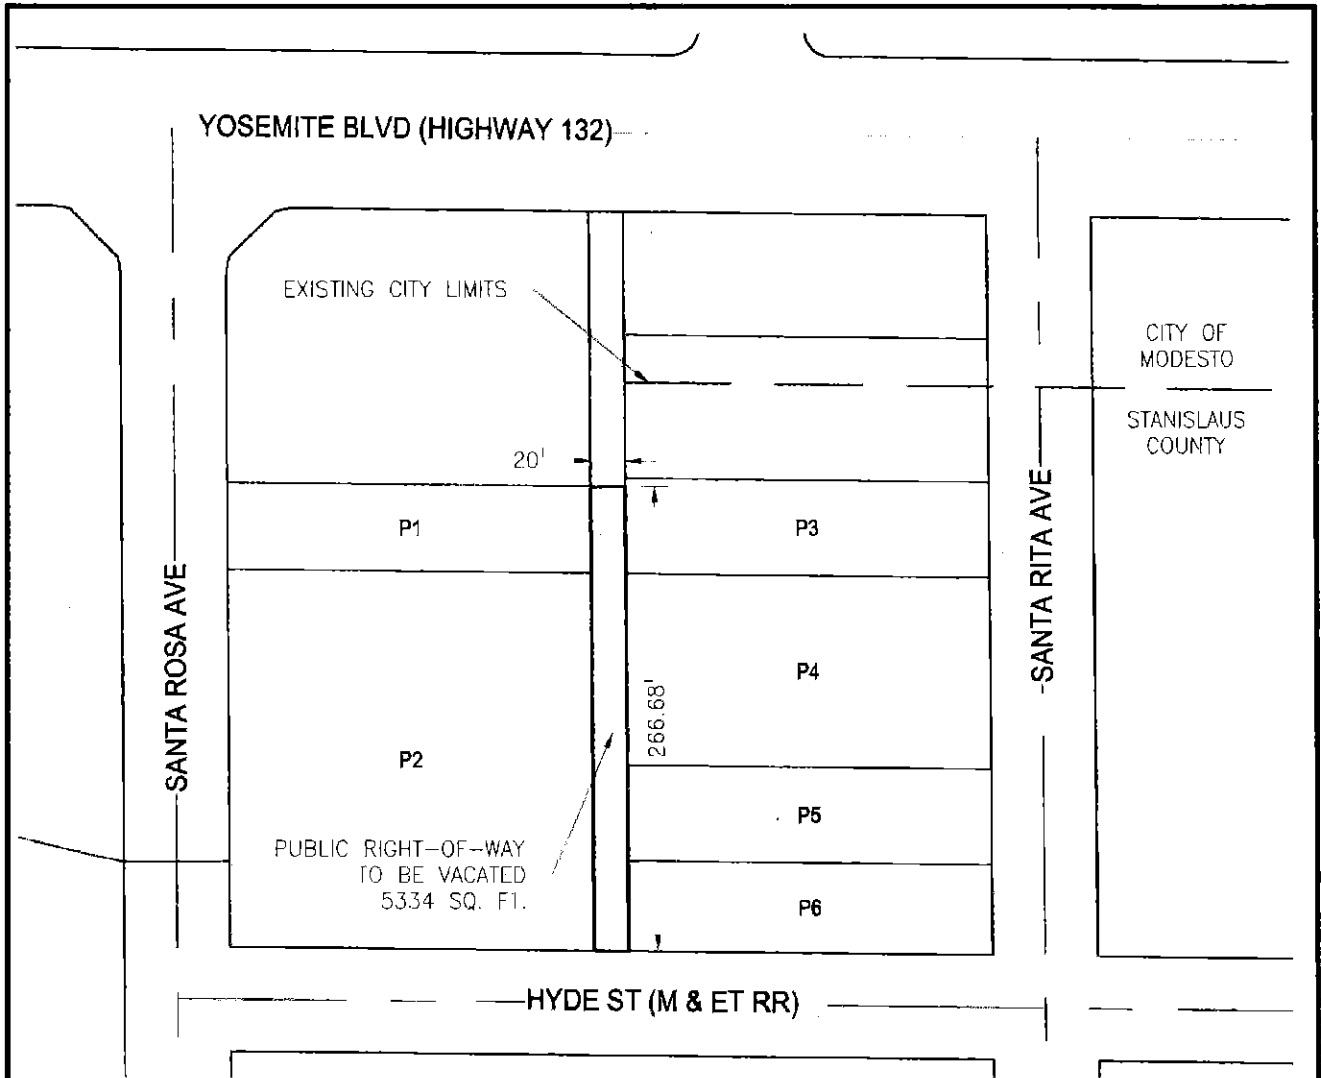 YOSEMITE BLVD (HIGHWAY 132)
EXISTING CITY LIMITS
CITY OF
MODESTO
STANISLAUS
COUNTY
20'
P1
P3
SANTA ROSA AVE
SANTA RITA AVE
P4
266.68'
P2
P5
PUBLIC RIGHT-OF-WAY
TO BE VACATED
5334 SQ. FT.
P6
HYDE ST (M & ET RR)